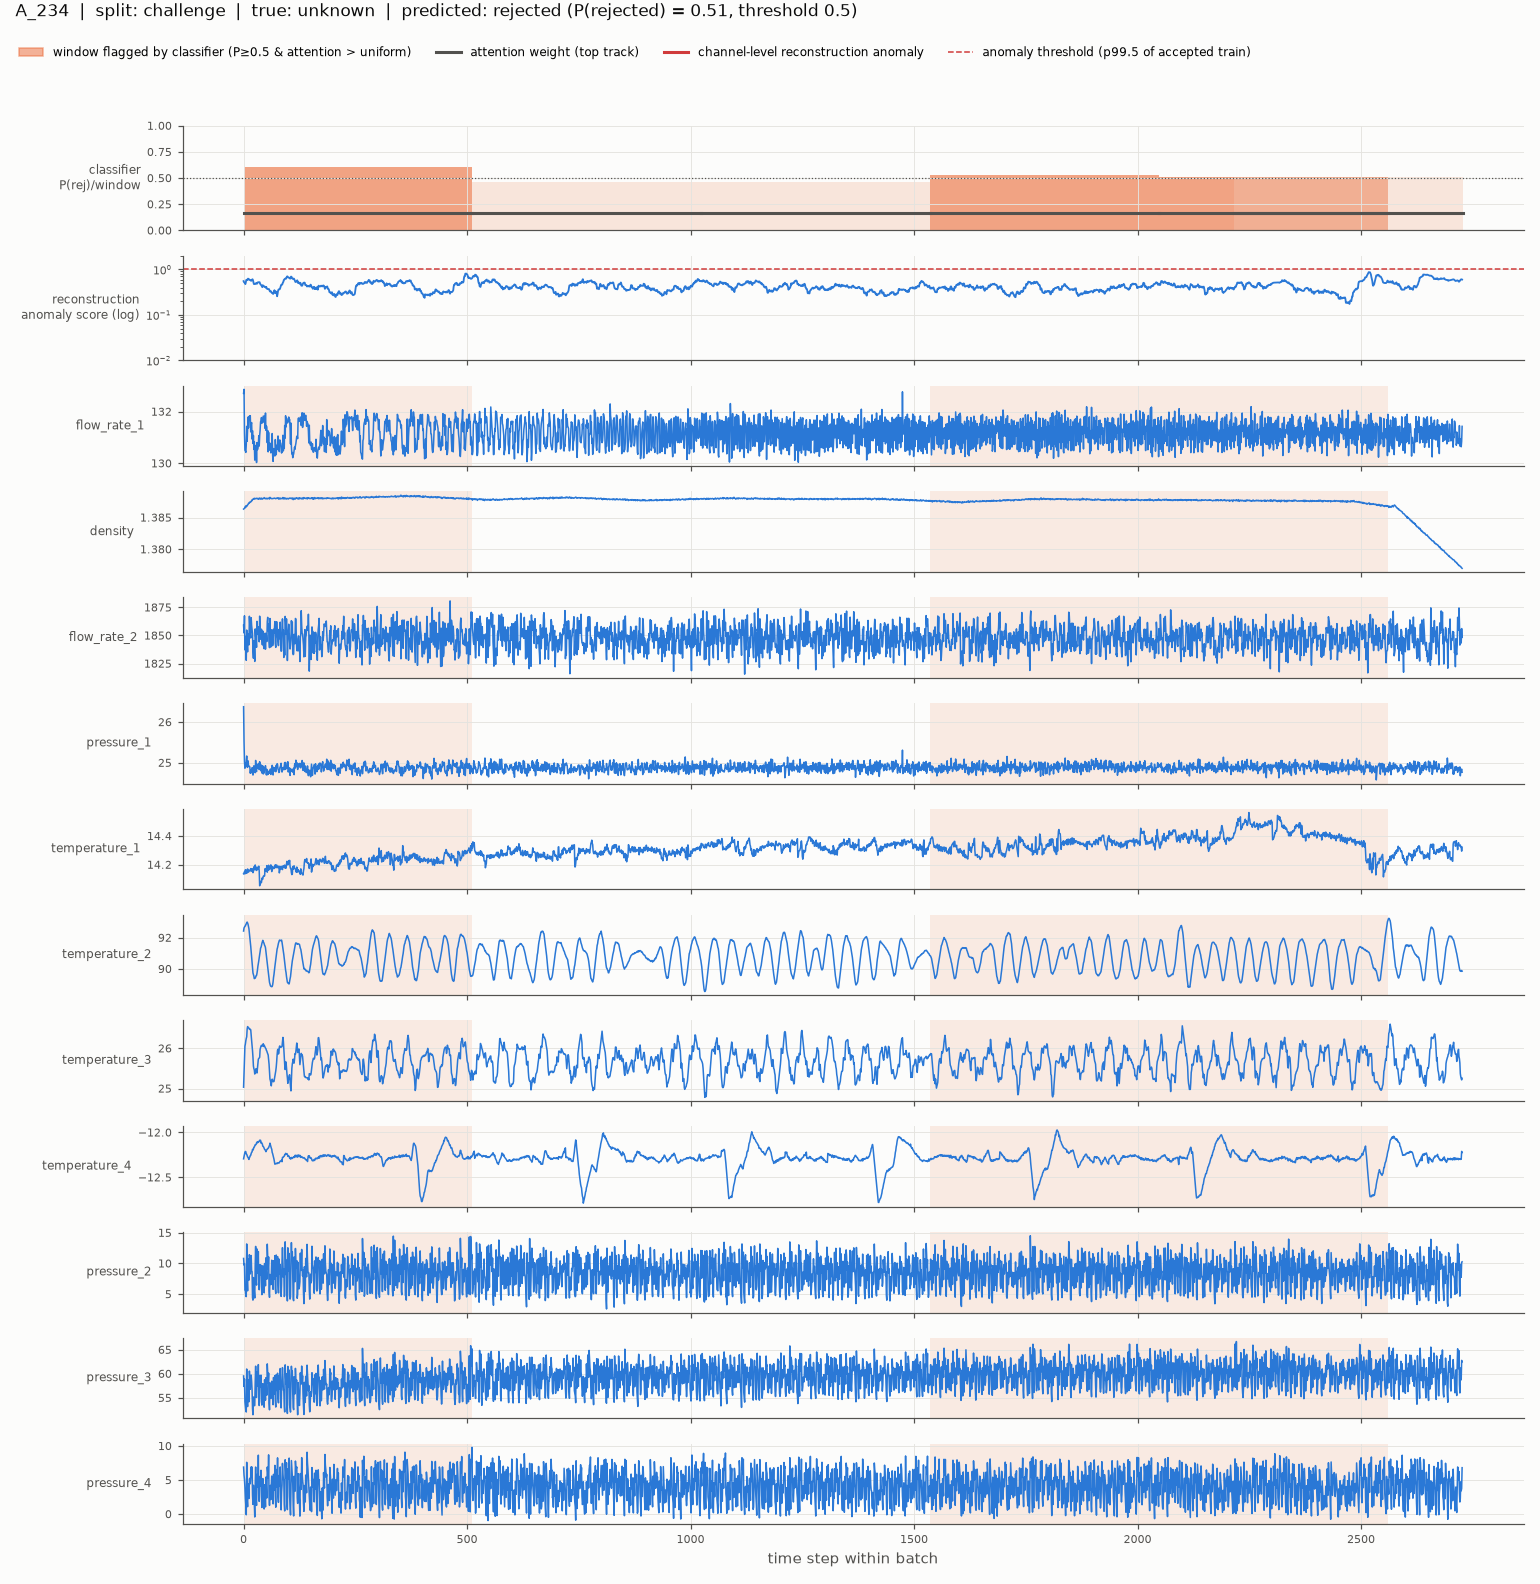 A_234 | split: challenge | true: unknown | predicted: rejected (P(rejected) = 0.51, threshold 0.5)
window flagged by classifier (P≥0.5 & attention > uniform) attention weight (top track) channel-level reconstruction anomaly anomaly threshold (p99.5 of accepted train)
1.00
0.75
0.50
0.25
0.00
classifier
P(rej)/window
10⁰
10⁻¹
10⁻²
reconstruction
anomaly score (log)
132
130
flow_rate_1
1.385
1.380
density
1875
1850
1825
flow_rate_2
26
25
pressure_1
14.4
14.2
temperature_1
92
90
temperature_2
26
25
temperature_3
−12.0
−12.5
temperature_4
15
10
5
pressure_2
65
60
55
pressure_3
10
5
0
pressure_4
0 500 1000 1500 2000 2500
time step within batch